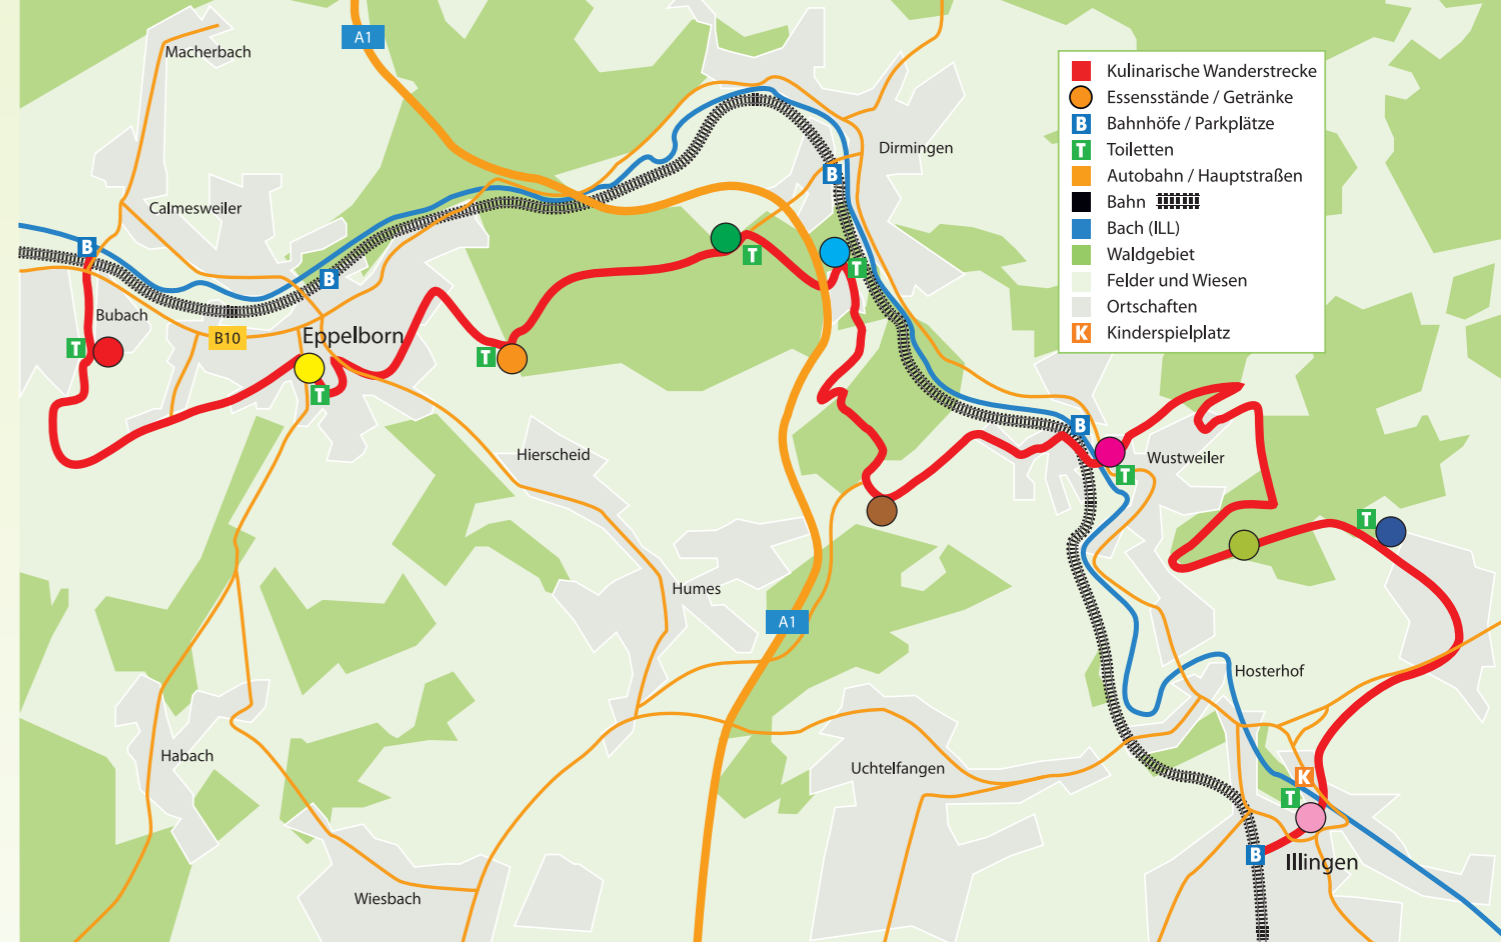 A1
Macherbach
Kulinarische Wanderstrecke
Essensstände / Getränke
B Bahnhöfe / Parkplätze
T Toiletten
Autobahn / Hauptstraßen
Bahn
Bach (ILL)
Waldgebiet
Felder und Wiesen
Ortschaften
K Kinderspielplatz
Dirmingen
B
Calmesweiler
B
B
T
T
Bubach
B10
Eppelborn
T
T
T
B
Hierscheid
Wustweiler
T
T
Humes
A1
Hosterhof
Habach
Uchtelfangen
K
T
B
Illingen
Wiesbach